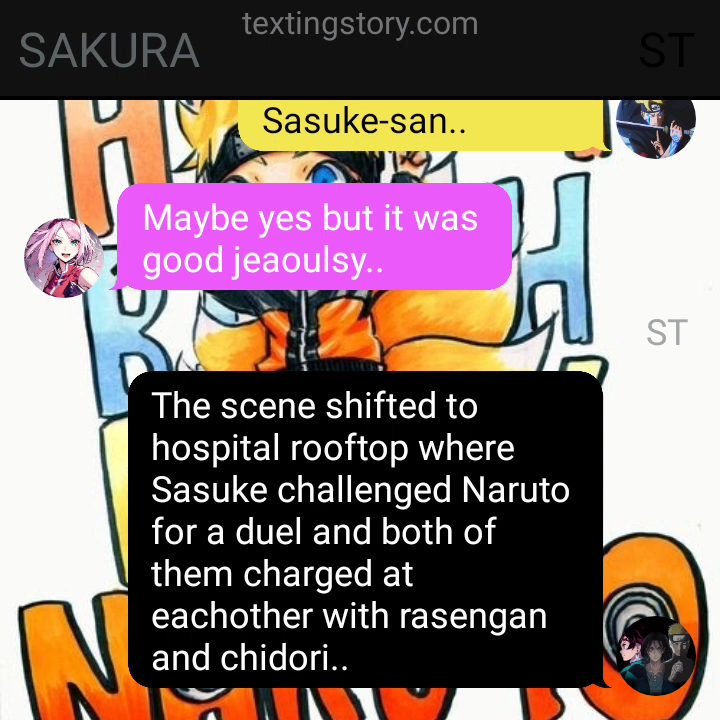 textingstory.com
SAKURA
ST
Sasuke-san..
Maybe yes but it was
good jeaoulsy..
ST
The scene shifted to
hospital rooftop where
Sasuke challenged Naruto
for a duel and both of
them charged at
eachother with rasengan
and chidori..
NARUTO